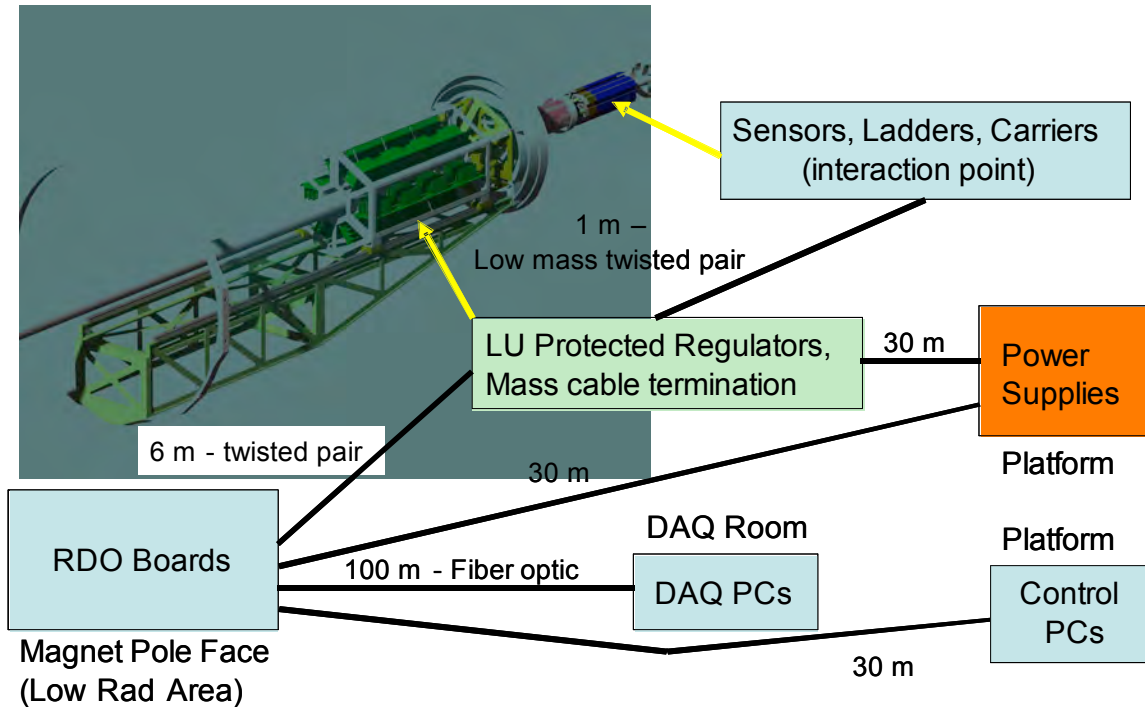 Sensors, Ladders, Carriers
(interaction point)
1 m –
Low mass twisted pair
LU Protected Regulators,
Mass cable termination
30 m
Power
Supplies
Platform
6 m - twisted pair
30 m
RDO Boards
Magnet Pole Face
(Low Rad Area)
100 m - Fiber optic
DAQ Room
DAQ PCs
Platform
Control
PCs
30 m